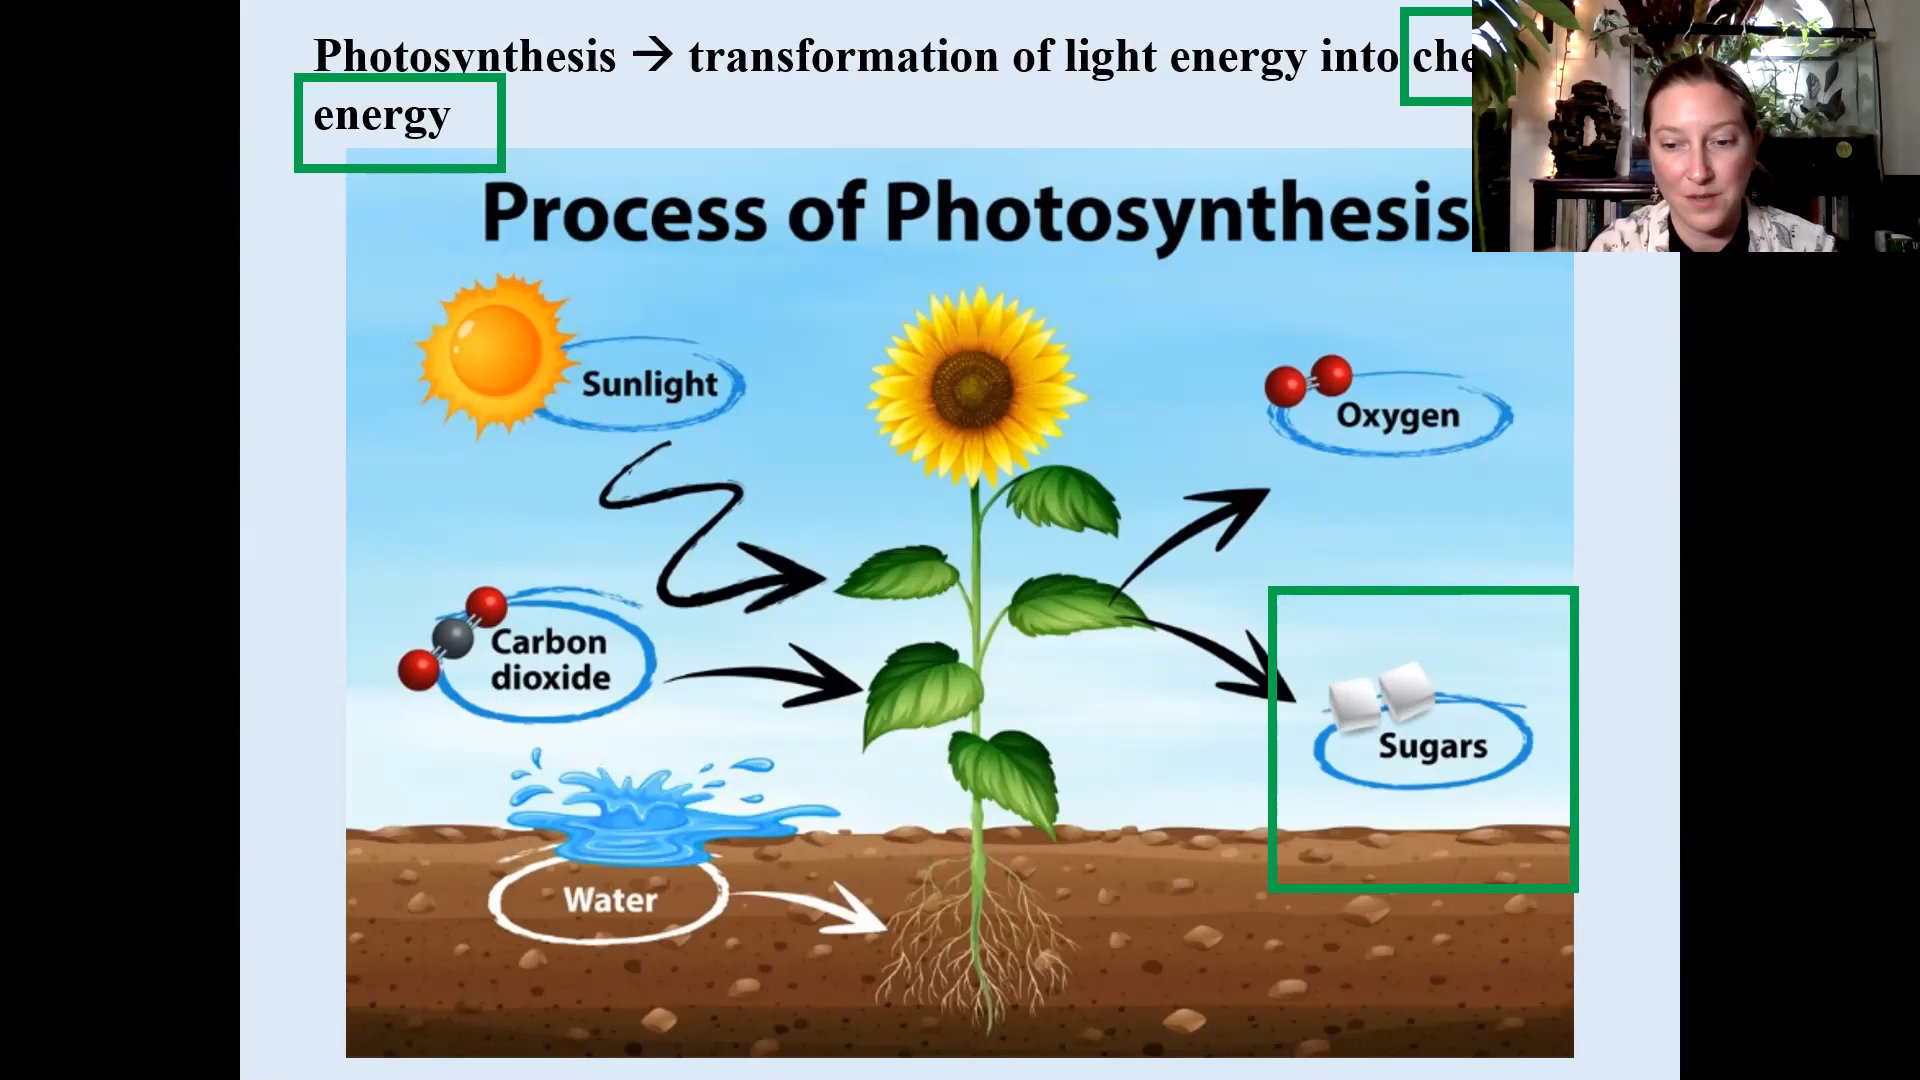 Photosynthesis → transformation of light energy into che
energy
Process of Photosynthesis
Sunlight
Oxygen
Carbon
dioxide
Sugars
Water